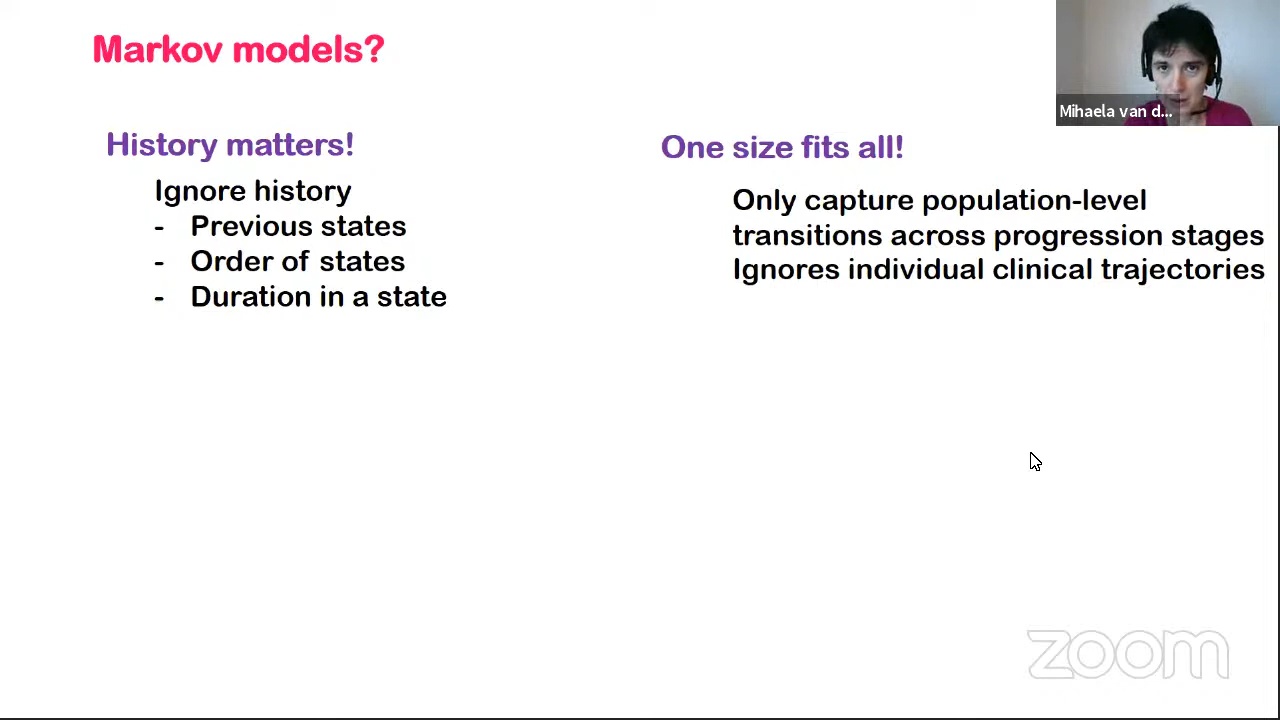 Markov models?
Mihaela van d...
History matters!
Ignore history
- Previous states
- Order of states
- Duration in a state
One size fits all!
Only capture population-level
transitions across progression stages
Ignores individual clinical trajectories
zoom